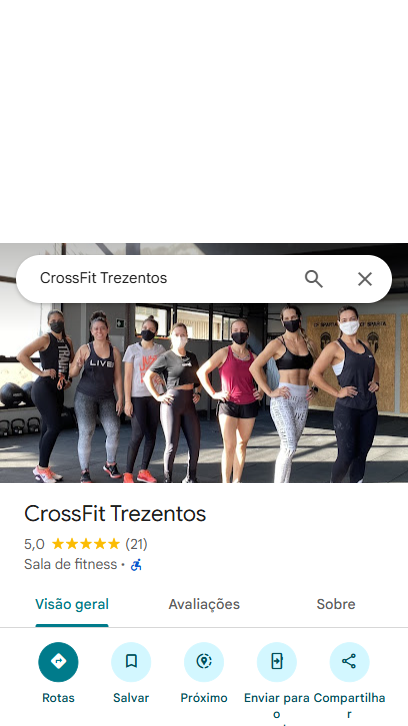 CrossFit Trezentos
LIVE!
CrossFit Trezentos
5,0 (21)
Sala de fitness ·
Visão geral Avaliações Sobre
Rotas Salvar Próximo Enviar para o Compartilhar